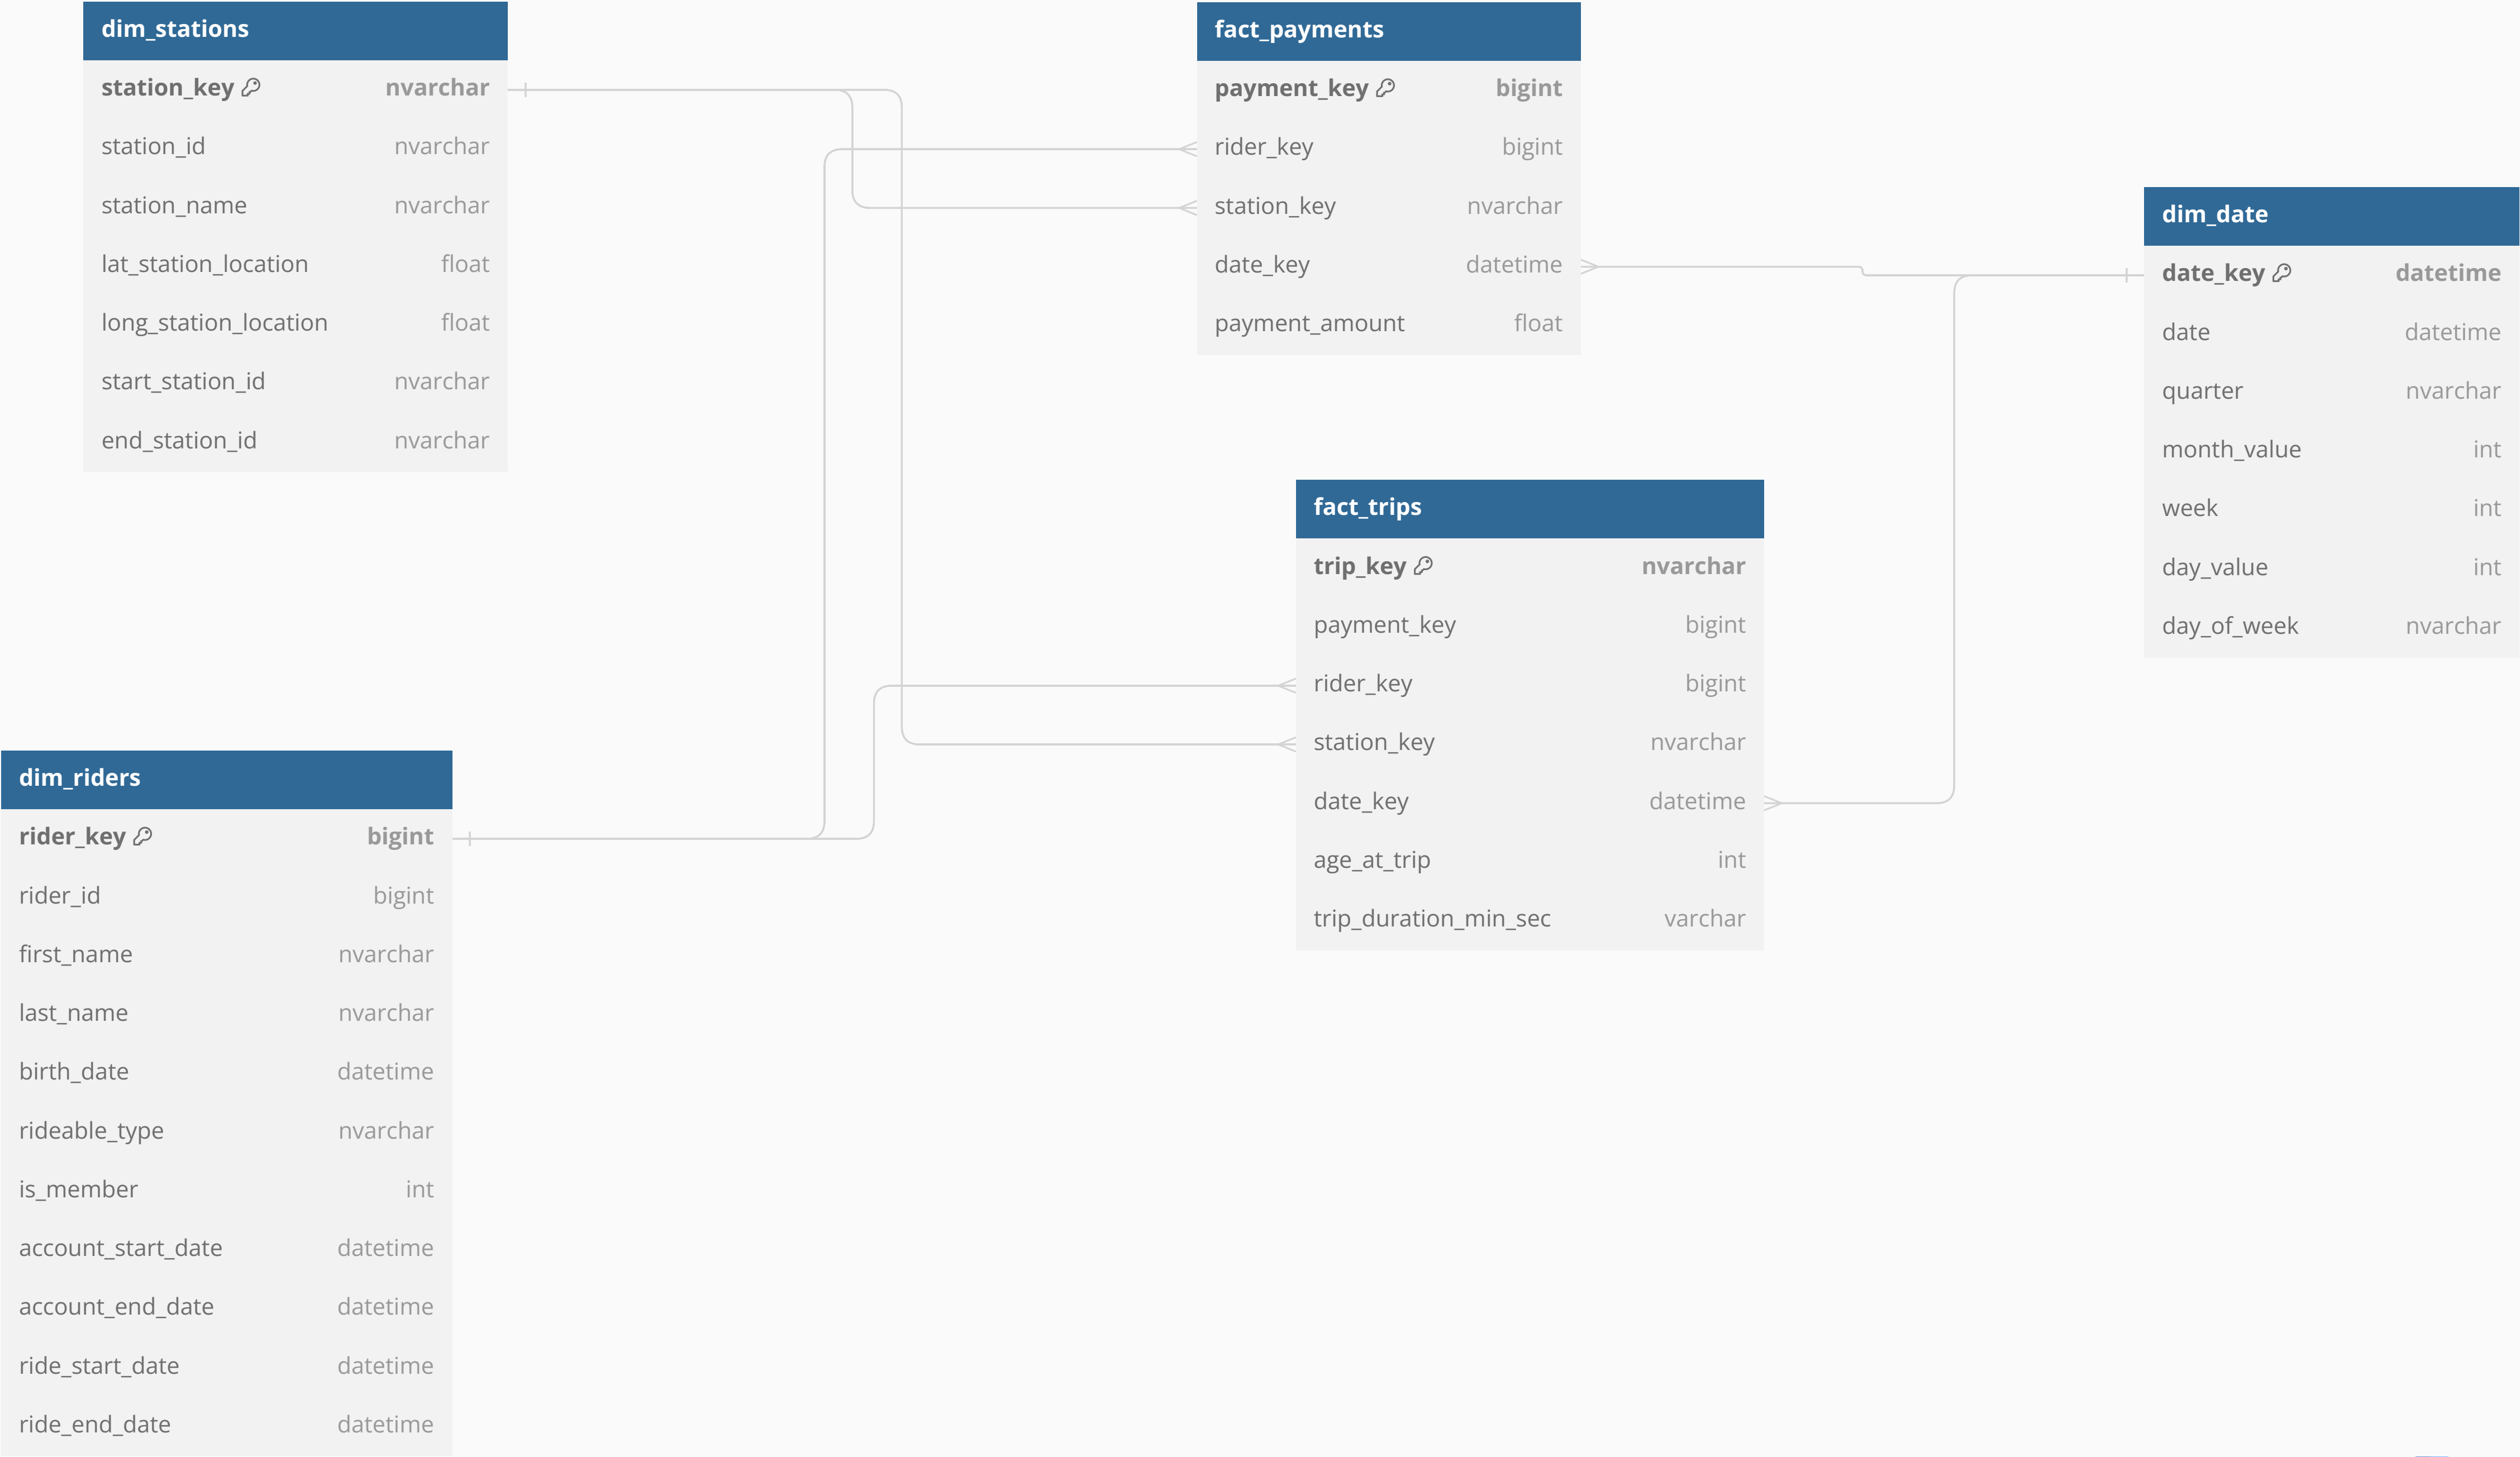 dim_stations
station_key nvarchar
station_id nvarchar
station_name nvarchar
lat_station_location float
long_station_location float
start_station_id nvarchar
end_station_id nvarchar
fact_payments
payment_key bigint
rider_key bigint
station_key nvarchar
date_key datetime
payment_amount float
dim_date
date_key datetime
date datetime
quarter nvarchar
month_value int
week int
day_value int
day_of_week nvarchar
fact_trips
trip_key nvarchar
payment_key bigint
rider_key bigint
station_key nvarchar
date_key datetime
age_at_trip int
trip_duration_min_sec varchar
dim_riders
rider_key bigint
rider_id bigint
first_name nvarchar
last_name nvarchar
birth_date datetime
rideable_type nvarchar
is_member int
account_start_date datetime
account_end_date datetime
ride_start_date datetime
ride_end_date datetime